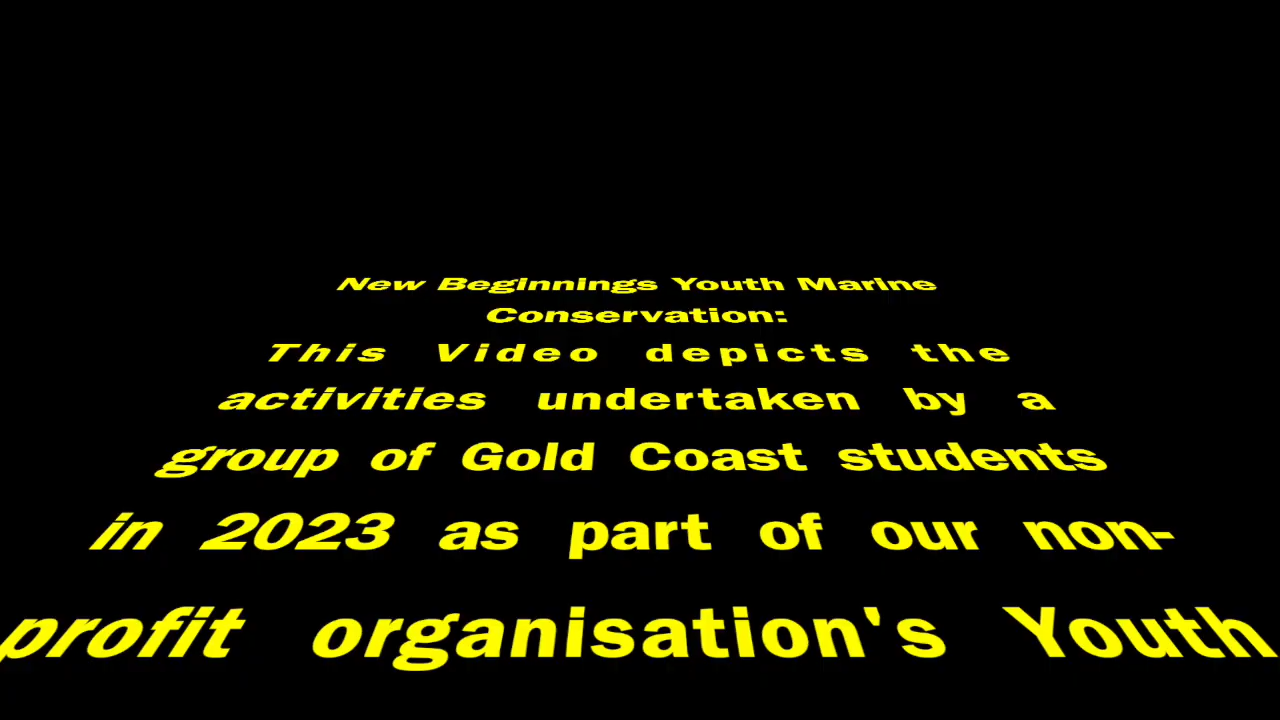 New Beginnings Youth Marine
Conservation:
This Video depicts the
activities undertaken by a
group of Gold Coast students
in 2023 as part of our non-
profit organisation's Youth